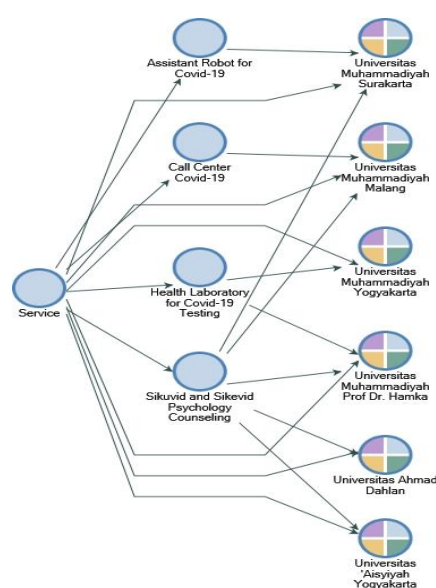 Assistant Robot for
Covid-19
Universitas
Muhammadiyah
Surakarta
Call Center
Covid-19
Universitas
Muhammadiyah
Malang
Service
Health Laboratory
for Covid-19
Testing
Universitas
Muhammadiyah
Yogyakarta
Sikuvid and Sikevid
Psychology
Counseling
Universitas
Muhammadiyah
Prof Dr. Hamka
Universitas Ahmad
Dahlan
Universitas
'Aisyiyah
Yogyakarta